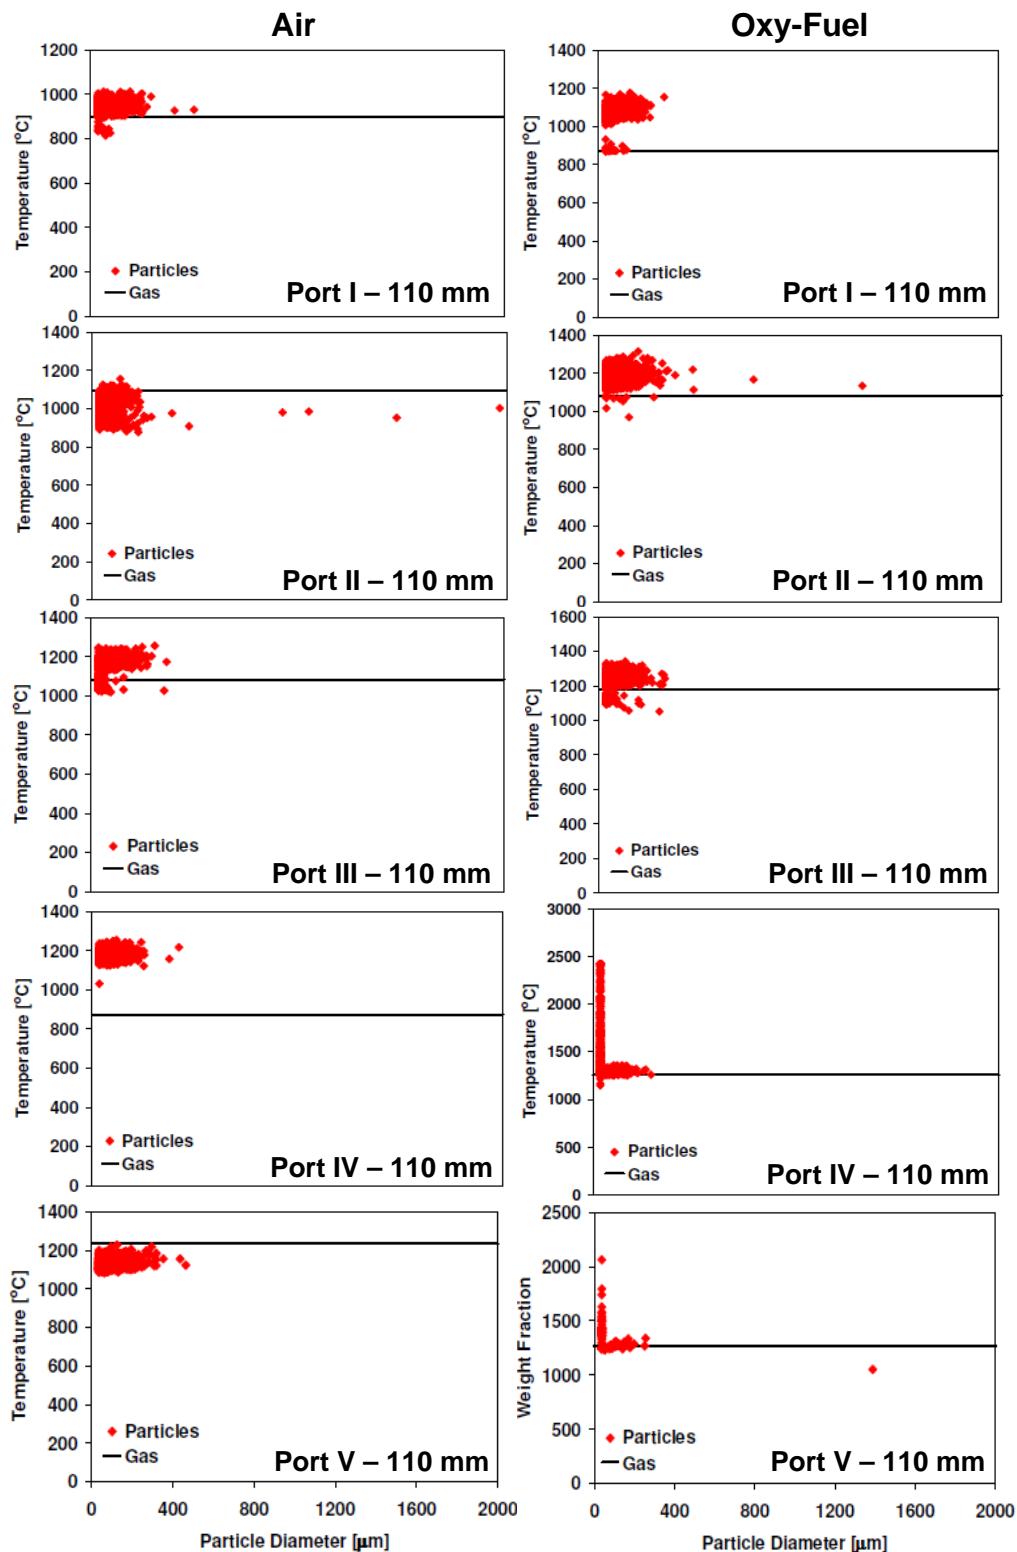 Air
Oxy-Fuel
1200
1000
800
600
400
200
0
Temperature [°C]
Particles
Gas
Port I – 110 mm
1400
1200
1000
800
600
400
200
0
Temperature [°C]
Particles
Gas
Port I – 110 mm
1400
1200
1000
800
600
400
200
0
Temperature [°C]
Particles
Gas
Port II – 110 mm
1400
1200
1000
800
600
400
200
0
Temperature [°C]
Particles
Gas
Port II – 110 mm
1400
1200
1000
800
600
400
200
0
Temperature [°C]
Particles
Gas
Port III – 110 mm
1600
1400
1200
1000
800
600
400
200
0
Temperature [°C]
Particles
Gas
Port III – 110 mm
1400
1200
1000
800
600
400
200
0
Temperature [°C]
Particles
Gas
Port IV – 110 mm
3000
2500
2000
1500
1000
500
0
Temperature [°C]
Particles
Gas
Port IV – 110 mm
1400
1200
1000
800
600
400
200
0
Temperature [°C]
Particles
Gas
Port V – 110 mm
0 400 800 1200 1600 2000
Particle Diameter [µm]
2500
2000
1500
1000
500
0
Weight Fraction
Particles
Gas
Port V – 110 mm
0 400 800 1200 1600 2000
Particle Diameter [µm]